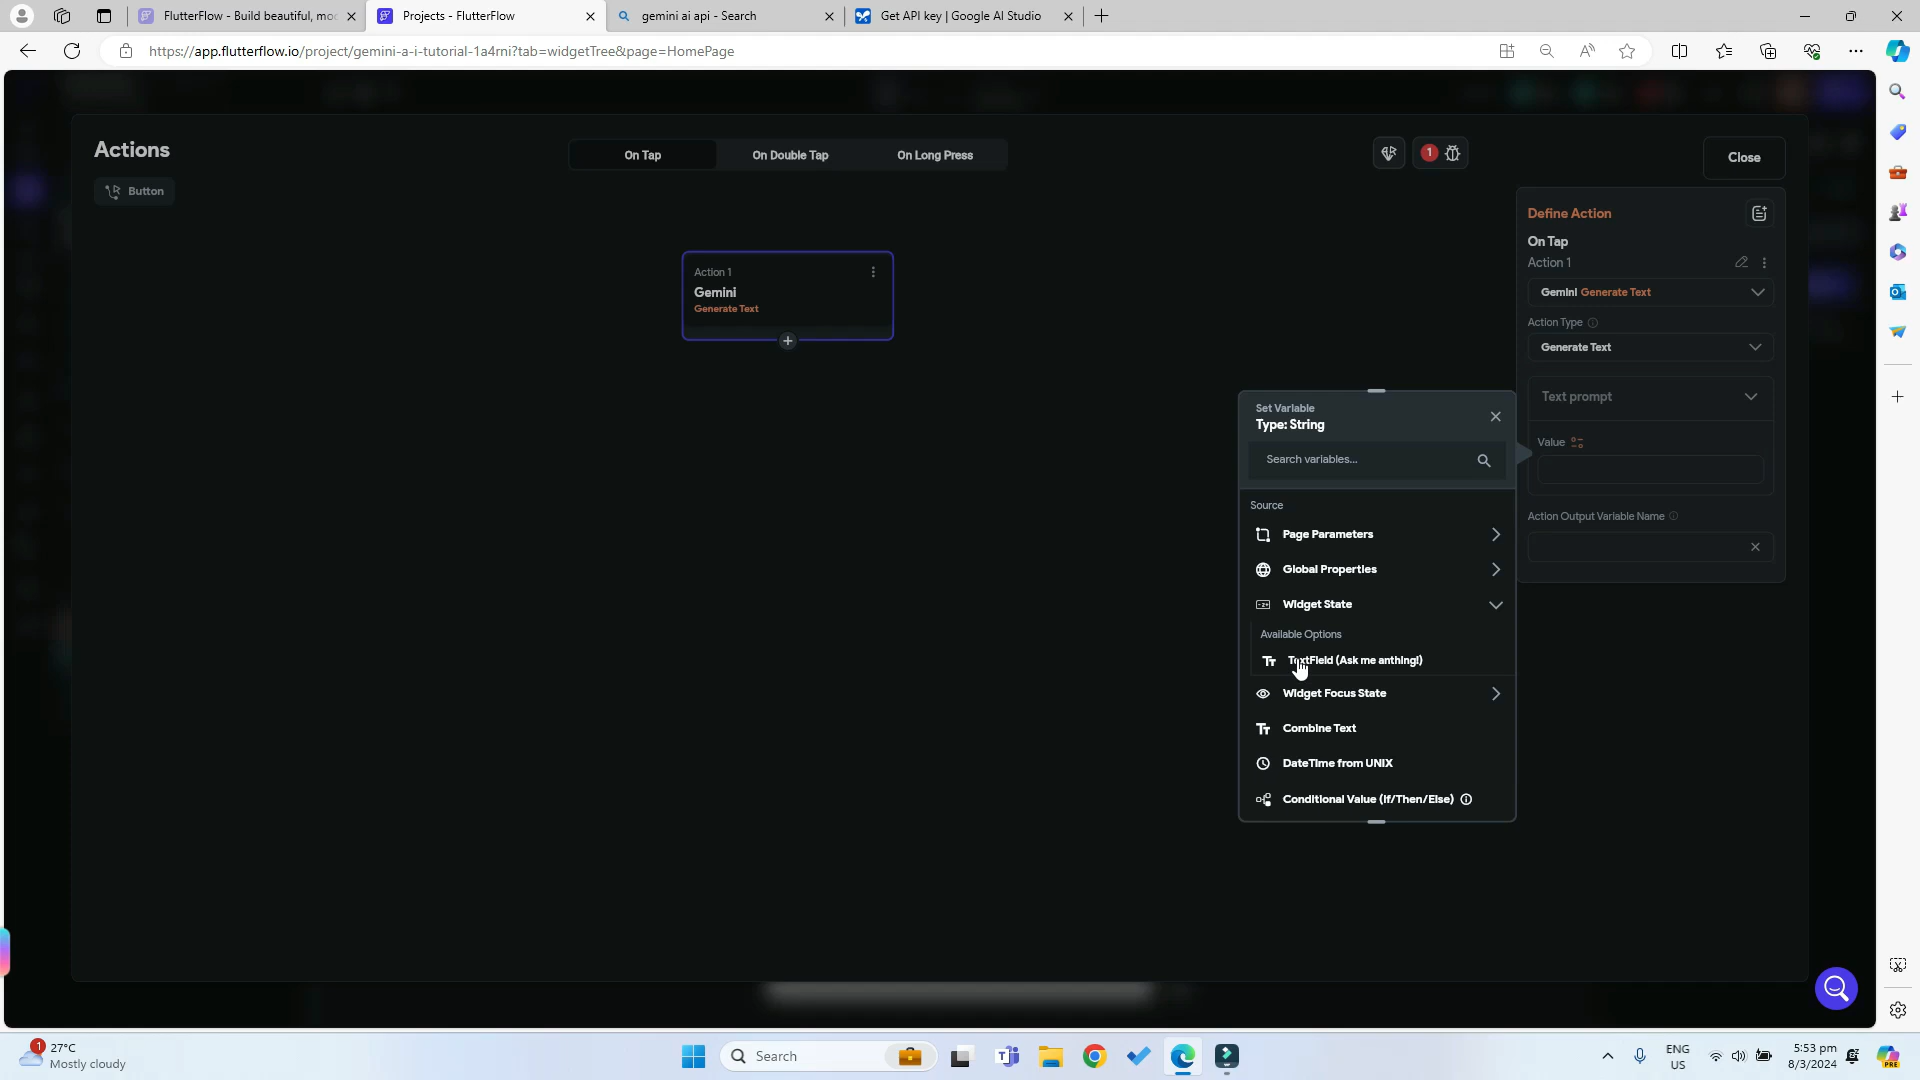 FlutterFlow - Build beautiful, mo
Projects - FlutterFlow
gemini ai api - Search
Get API key | Google AI Studio
https://app.flutterflow.io/project/gemini-a-i-tutorial-1a4rni?tab=widgetTree&page=HomePage
Actions
On Tap
On Double Tap
On Long Press
1
Close
Button
Define Action
On Tap
Action 1
Gemini
Generate Text
Action 1
Gemini Generate Text
Action Type
Generate Text
Text prompt
Value
Action Output Variable Name
Set Variable
Type: String
Search variables...
Source
Page Parameters
Global Properties
Widget State
Available Options
TextField (Ask me anthing!)
Widget Focus State
Combine Text
DateTime from UNIX
Conditional Value (If/Then/Else)
1
27°C
Mostly cloudy
Search
ENG
US
5:53 pm
8/3/2024
PRE